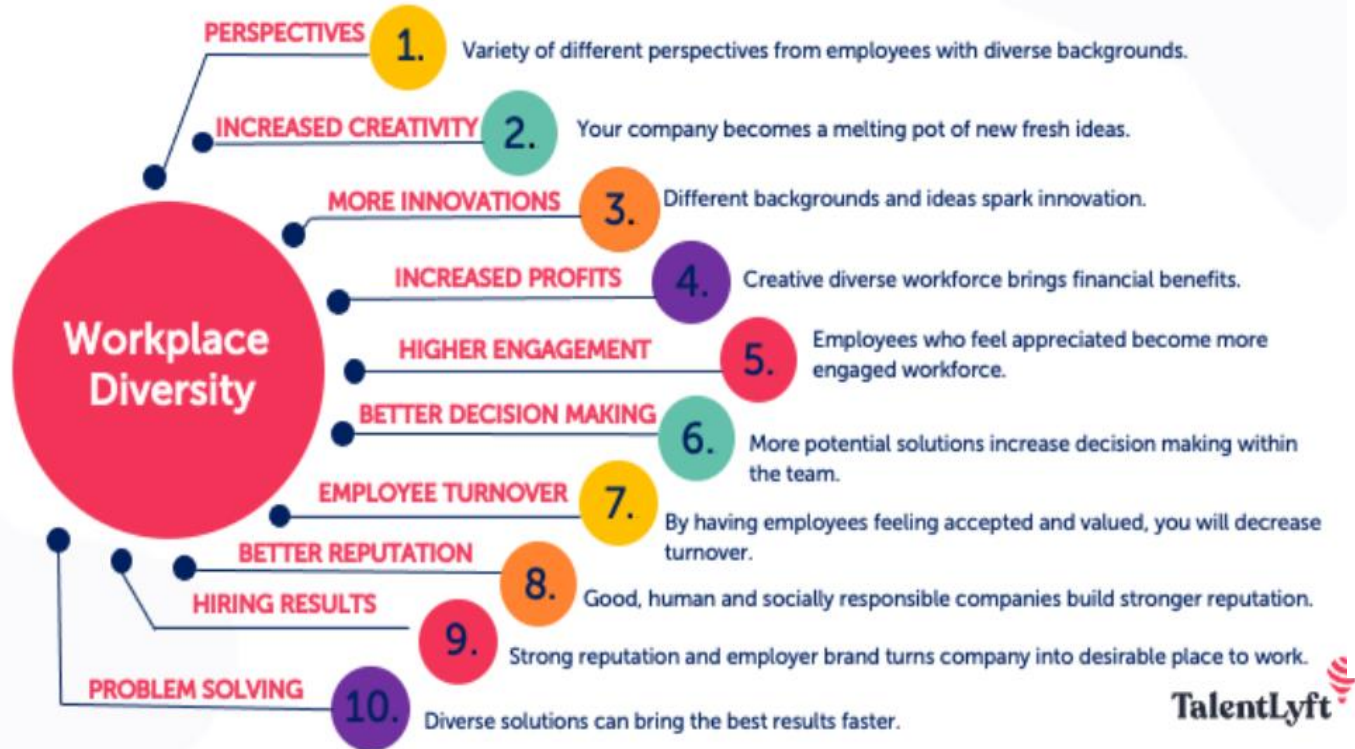 PERSPECTIVES
1.
Variety of different perspectives from employees with diverse backgrounds.
INCREASED CREATIVITY
2.
Your company becomes a melting pot of new fresh ideas.
MORE INNOVATIONS
3.
Different backgrounds and ideas spark innovation.
INCREASED PROFITS
4.
Creative diverse workforce brings financial benefits.
Workplace
Diversity
HIGHER ENGAGEMENT
5.
Employees who feel appreciated become more
engaged workforce.
BETTER DECISION MAKING
6.
More potential solutions increase decision making within
the team.
EMPLOYEE TURNOVER
7.
By having employees feeling accepted and valued, you will decrease
turnover.
BETTER REPUTATION
8.
Good, human and socially responsible companies build stronger reputation.
HIRING RESULTS
9.
Strong reputation and employer brand turns company into desirable place to work.
PROBLEM SOLVING
10.
Diverse solutions can bring the best results faster.
TalentLyft